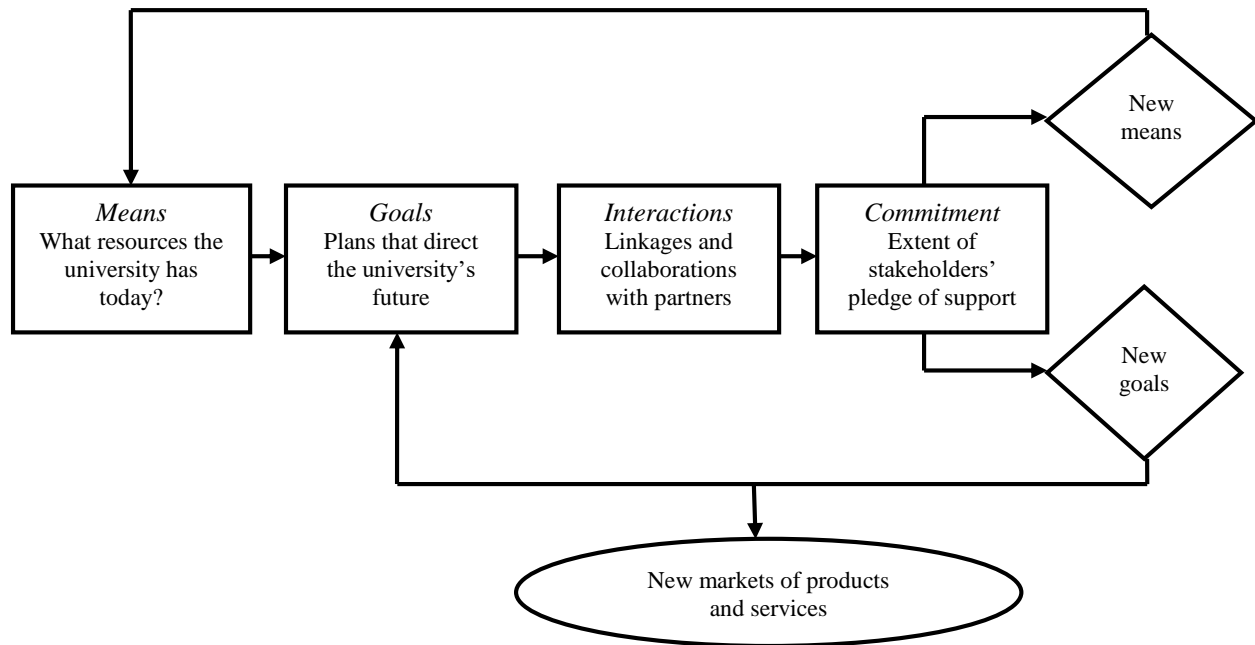 New
means
Means
What resources the
university has
today?
Goals
Plans that direct
the university’s
future
Interactions
Linkages and
collaborations
with partners
Commitment
Extent of
stakeholders’
pledge of support
New
goals
New markets of products
and services